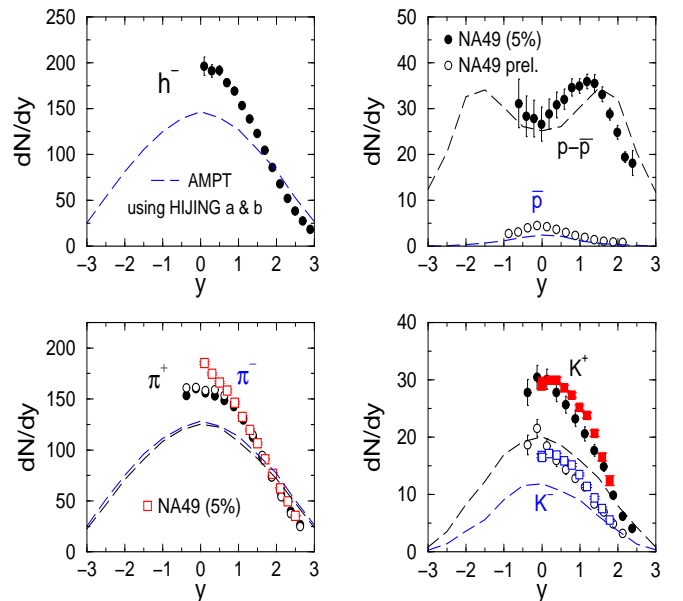 250
200
150
100
50
0
dN/dy
h⁻
AMPT
using HIJING a & b
−3 −2 −1 0 1 2 3
y
50
40
30
20
10
0
dN/dy
NA49 (5%)
NA49 prel.
p−p̅
p̅
−3 −2 −1 0 1 2 3
y
250
200
150
100
50
0
dN/dy
π⁺
π⁻
NA49 (5%)
−3 −2 −1 0 1 2 3
y
40
30
20
10
0
dN/dy
K⁺
K⁻
−3 −2 −1 0 1 2 3
y